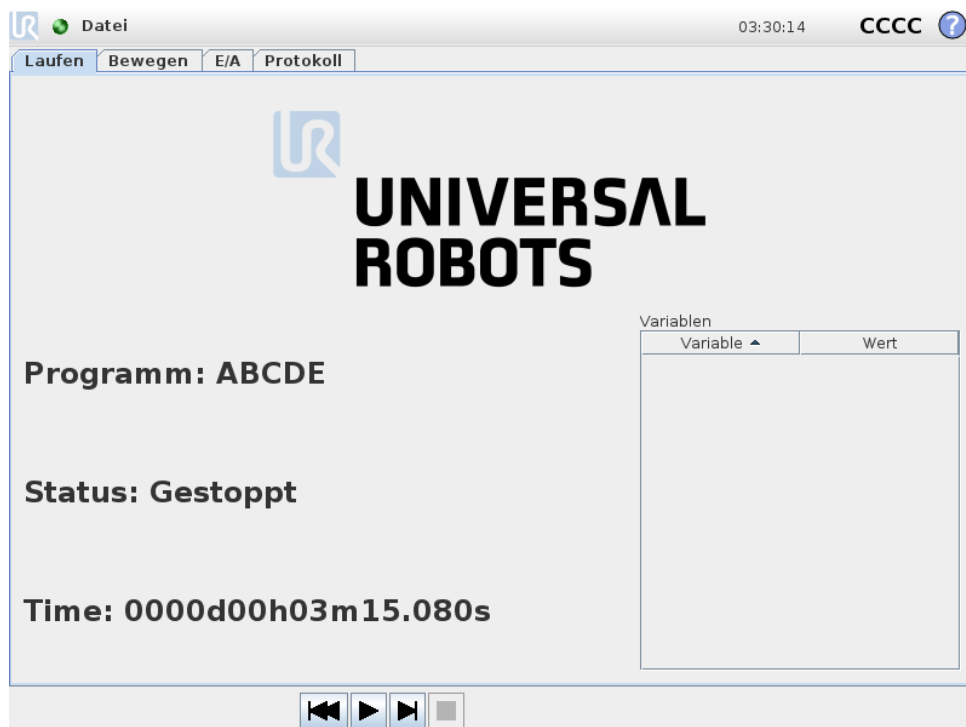 Datei 03:30:14 CCCC ?
Laufen Bewegen E/A Protokoll
UR
UNIVERSAL
ROBOTS
Variablen
Variable Wert
Programm: ABCDE
Status: Gestoppt
Time: 0000d00h03m15.080s